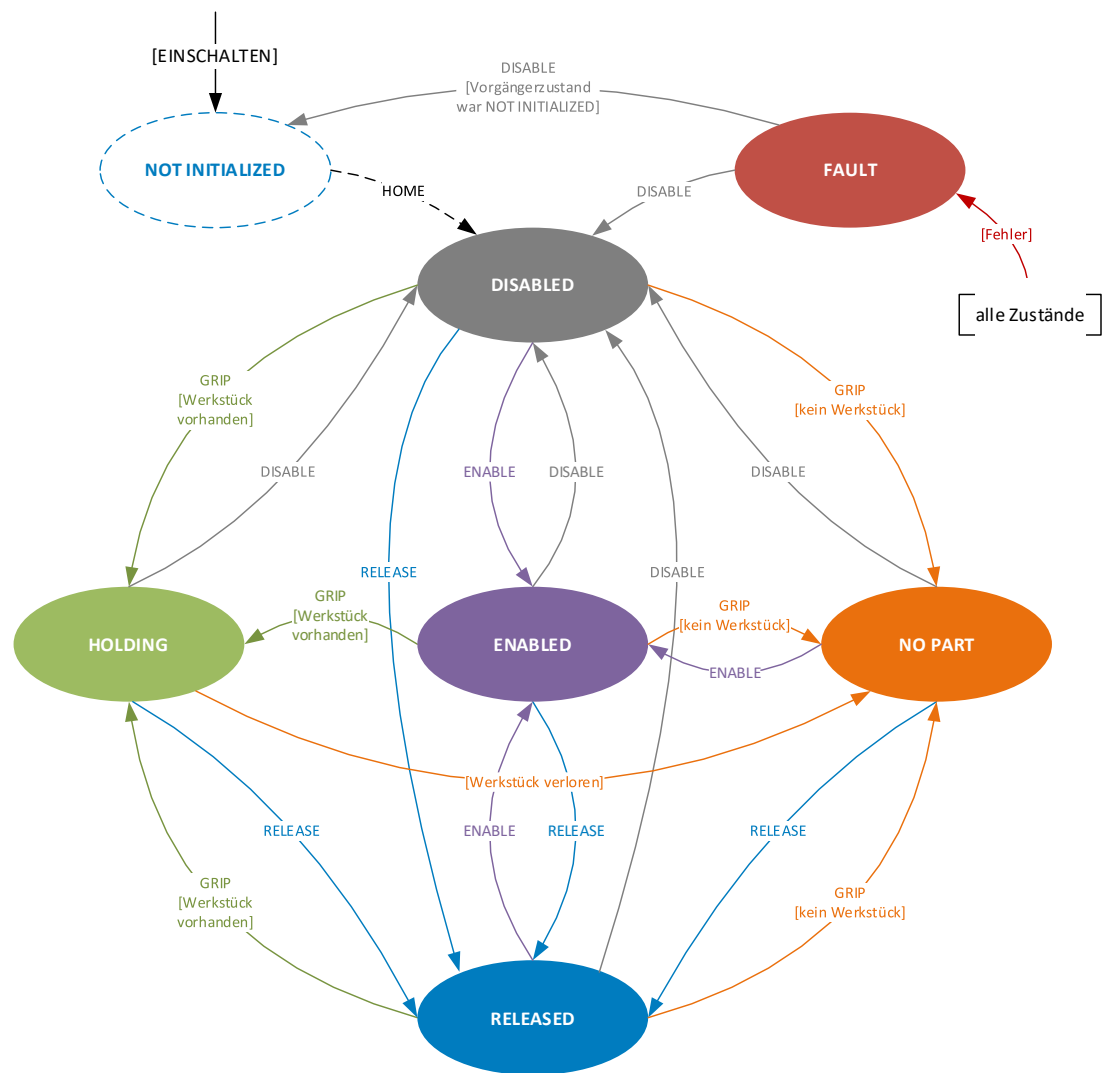 [EINSCHALTEN]
DISABLE
[Vorgängerzustand
war NOT INITIALIZED]
NOT INITIALIZED
HOME
DISABLE
FAULT
[Fehler]
alle Zustände
DISABLED
GRIP
[Werkstück
vorhanden]
GRIP
[kein Werkstück]
DISABLE
ENABLE
DISABLE
DISABLE
RELEASE
DISABLE
GRIP
[Werkstück
vorhanden]
GRIP
[kein Werkstück]
HOLDING
ENABLED
NO PART
ENABLE
[Werkstück verloren]
RELEASE
ENABLE
RELEASE
RELEASE
GRIP
[Werkstück
vorhanden]
GRIP
[kein Werkstück]
RELEASED